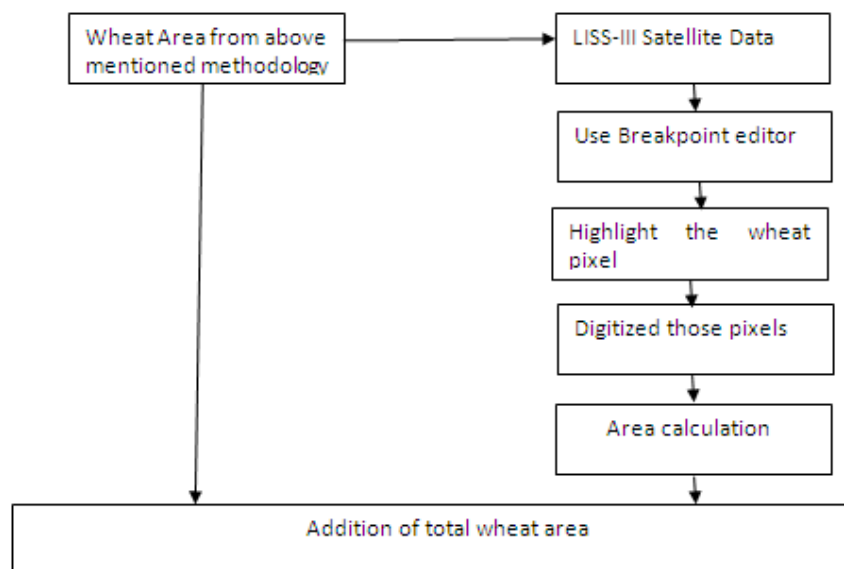 Wheat Area from above
mentioned methodology
LISS-III Satellite Data
Use Breakpoint editor
Highlight the wheat
pixel
Digitized those pixels
Area calculation
Addition of total wheat area